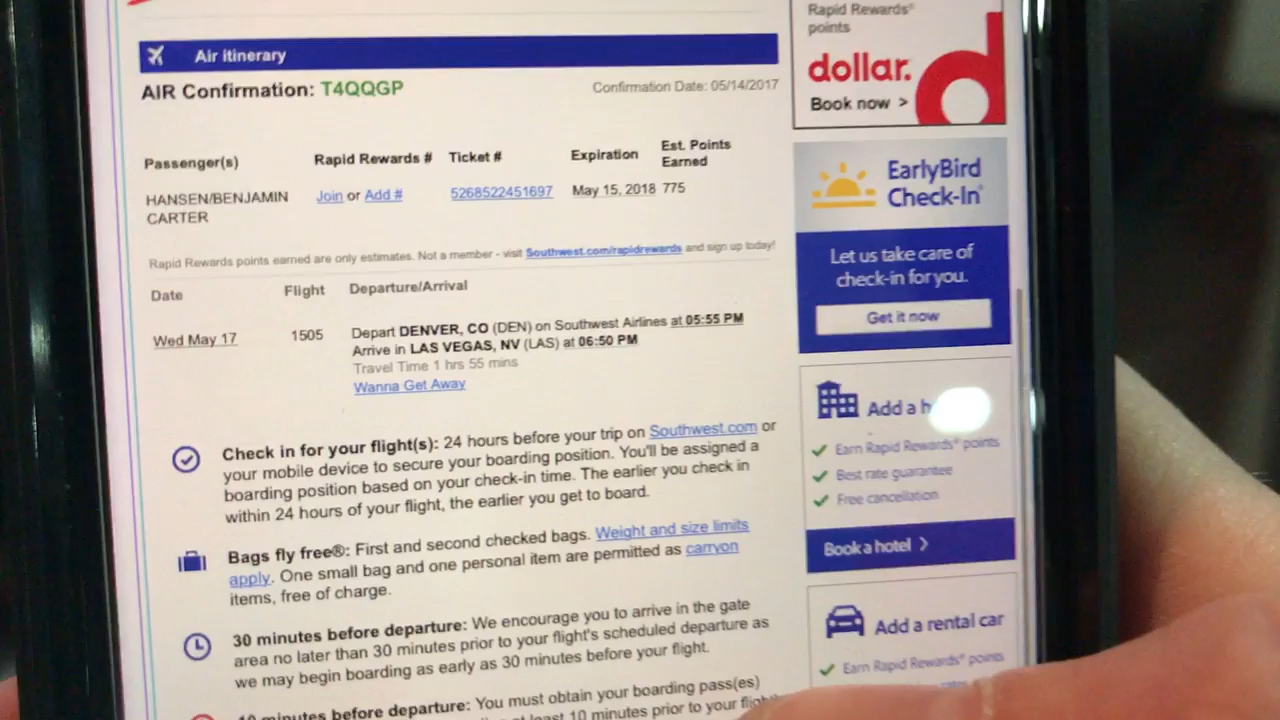 Air itinerary
AIR Confirmation: T4QQGP
Confirmation Date: 05/14/2017
Passenger(s)
Rapid Rewards #
Ticket #
Expiration
Est. Points
Earned
HANSEN/BENJAMIN
CARTER
Join or Add #
5268522451697
May 15, 2018
775
Rapid Rewards points earned are only estimates. Not a member - visit Southwest.com/rapidrewards and sign up today!
Date
Flight
Departure/Arrival
Wed May 17
1505
Depart DENVER, CO (DEN) on Southwest Airlines at 05:55 PM
Arrive in LAS VEGAS, NV (LAS) at 06:50 PM
Travel Time 1 hrs 55 mins
Wanna Get Away
Check in for your flight(s): 24 hours before your trip on Southwest.com or
your mobile device to secure your boarding position. You'll be assigned a
boarding position based on your check-in time. The earlier you check in
within 24 hours of your flight, the earlier you get to board.
Bags fly free®: First and second checked bags. Weight and size limits
apply. One small bag and one personal item are permitted as carryon
items, free of charge.
30 minutes before departure: We encourage you to arrive in the gate
area no later than 30 minutes prior to your flight's scheduled departure as
we may begin boarding as early as 30 minutes before your flight.
10 minutes before departure: You must obtain your boarding pass(es)
least 10 minutes prior to your
Rapid Rewards®
points
dollar.
Book now >
EarlyBird
Check-In®
Let us take care of
check-in for you.
Get it now
Add a
Earn Rapid Rewards® points
Best rate guarantee
Free cancellation
Book a hotel >
Add a rental car
Earn Rapid Rewards® points